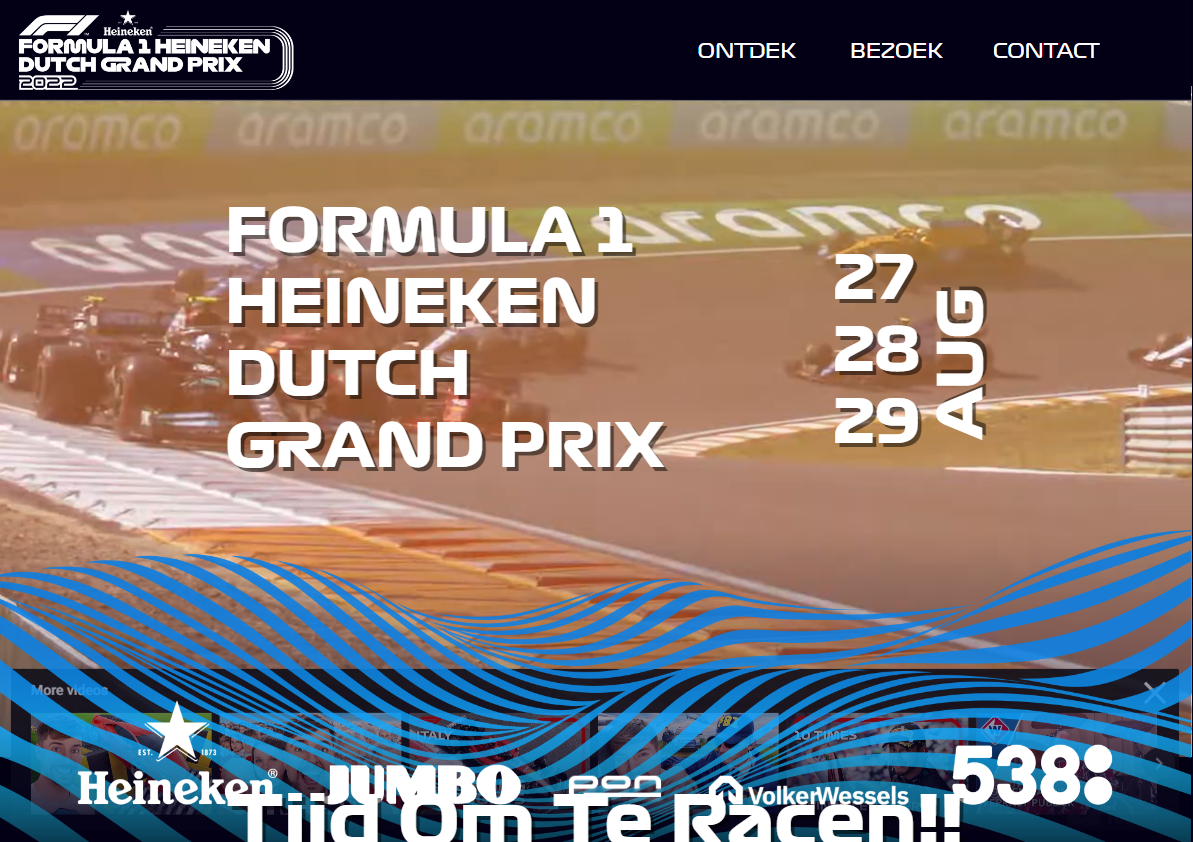 Heineken
FORMULA 1 HEINEKEN
DUTCH GRAND PRIX
2022
ONTDEK
BEZOEK
CONTACT
aramco aramco aramco aramco aramco
aramco aramco
FORMULA 1
HEINEKEN
DUTCH
GRAND PRIX
27
28
29
AUG
More videos
ITALY
10 TIMES
EST. 1873
Heineken®
JUMBO
pon
VolkerWessels
538
Tijd Om Te Racen!!